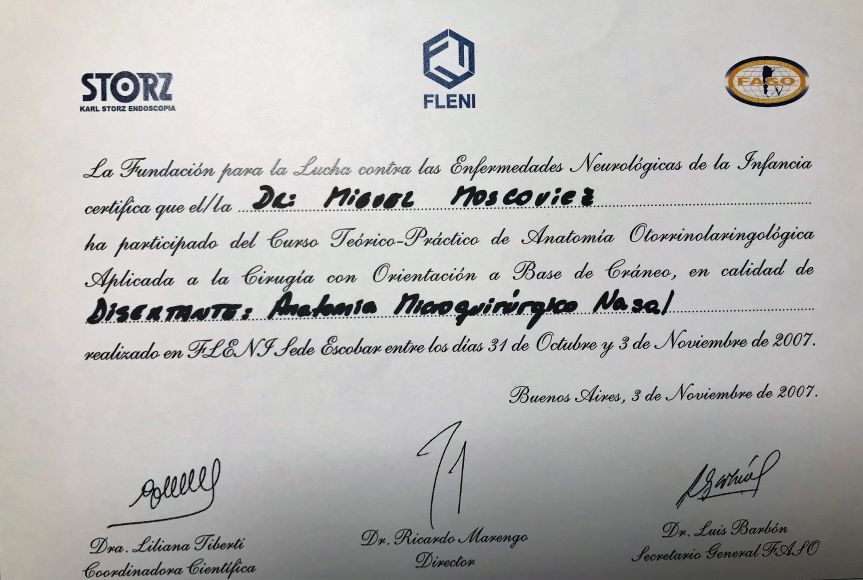 STORZ
KARL STORZ ENDOSCOPIA
FLENI
FASO
La Fundación para la Lucha contra las Enfermedades Neurológicas de la Infancia
certifica que el/la DR: MIGUEL MOSCOVICZ
ha participado del Curso Teórico-Práctico de Anatomía Otorrinolaringológica
Aplicada a la Cirugía con Orientación a Base de Cráneo, en calidad de
DISERTANTE: Anatomia Microquirúrgico Nasal
realizado en FLENI Sede Escobar entre los días 31 de Octubre y 3 de Noviembre de 2007.
Buenos Aires, 3 de Noviembre de 2007.
Dra. Liliana Tiberti
Coordinadora Científica
Dr. Ricardo Marengo
Director
Dr. Luis Barbón
Secretario General FASO